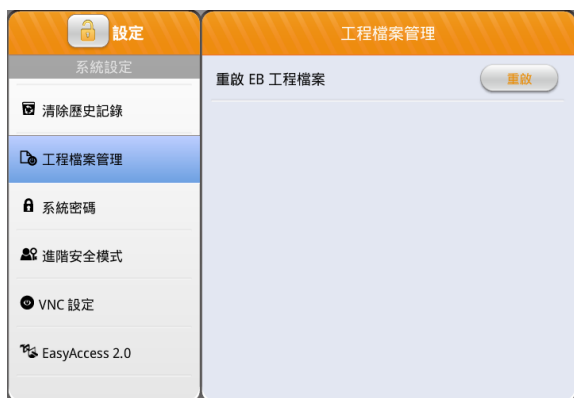 設定
系統設定
清除歷史記錄
工程檔案管理
系統密碼
進階安全模式
VNC 設定
EasyAccess 2.0
工程檔案管理
重啟 EB 工程檔案
重啟